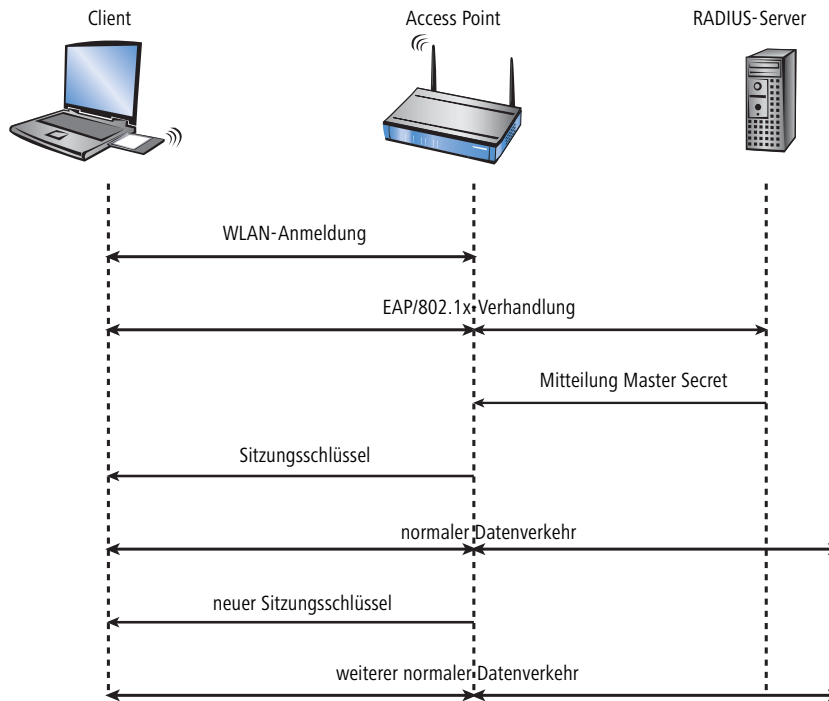 Client
Access Point
RADIUS-Server
WLAN-Anmeldung
EAP/802.1x-Verhandlung
Mitteilung Master Secret
Sitzungsschlüssel
normaler Datenverkehr
neuer Sitzungsschlüssel
weiterer normaler Datenverkehr